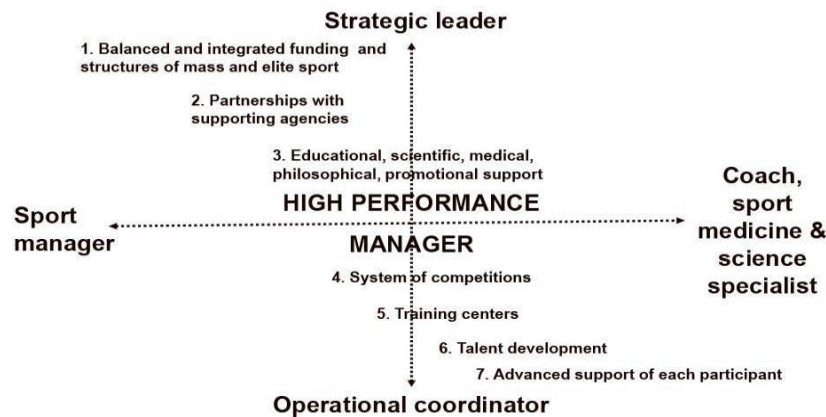 Strategic leader
1. Balanced and integrated funding and
structures of mass and elite sport
2. Partnerships with
supporting agencies
3. Educational, scientific, medical,
philosophical, promotional support
HIGH PERFORMANCE
MANAGER
Sport
manager
Coach,
sport
medicine &
science
specialist
4. System of competitions
5. Training centers
6. Talent development
7. Advanced support of each participant
Operational coordinator